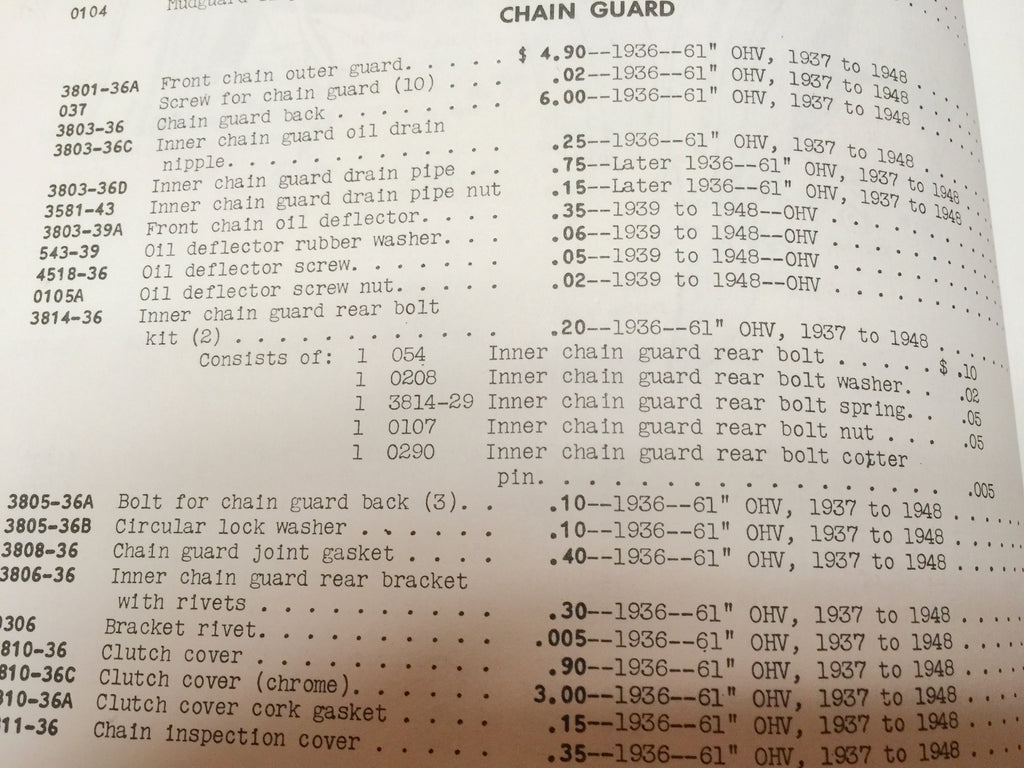 0104
CHAIN GUARD
3801-36A Front chain outer guard. . . . . $ 4.90--1936--61" OHV, 1937 to 1948
037 Screw for chain guard (10) . . . .02--1936--61" OHV, 1937 to 1948
3803-36 Chain guard back . . . . . . . 6.00--1936--61" OHV, 1937 to 1948
3803-36C Inner chain guard oil drain
nipple. . . . . . . . . . . . .25--1936--61" OHV, 1937 to 1948
3803-36D Inner chain guard drain pipe . . .75--Later 1936--61" OHV, 1937 to 1948
3581-43 Inner chain guard drain pipe nut .15--Later 1936--61" OHV, 1937 to 1948
3803-39A Front chain oil deflector. . . . .35--1939 to 1948--OHV
543-39 Oil deflector rubber washer. . . .06--1939 to 1948--OHV
4518-36 Oil deflector screw. . . . . . . .05--1939 to 1948--OHV
0105A Oil deflector screw nut. . . . . .02--1939 to 1948--OHV
3814-36 Inner chain guard rear bolt
kit (2) . . . . . . . . . . . .20--1936--61" OHV, 1937 to 1948
Consists of: 1 054 Inner chain guard rear bolt . . . . . $ .10
1 0208 Inner chain guard rear bolt washer. . .02
1 3814-29 Inner chain guard rear bolt spring. . .05
1 0107 Inner chain guard rear bolt nut . . . .05
1 0290 Inner chain guard rear bolt cotter
pin. . . . . . . . . . . . . . . . .005
3805-36A Bolt for chain guard back (3). . .10--1936--61" OHV, 1937 to 1948
3805-36B Circular lock washer . . . . . . .10--1936--61" OHV, 1937 to 1948
3808-36 Chain guard joint gasket . . . . .40--1936--61" OHV, 1937 to 1948
3806-36 Inner chain guard rear bracket
with rivets . . . . . . . . . . .30--1936--61" OHV, 1937 to 1948
306 Bracket rivet. . . . . . . . . . .005--1936--61" OHV, 1937 to 1948
810-36 Clutch cover . . . . . . . . . . .90--1936--61" OHV, 1937 to 1948
810-36C Clutch cover (chrome). . . . . . 3.00--1936--61" OHV, 1937 to 1948
10-36A Clutch cover cork gasket . . . . .15--1936--61" OHV, 1937 to 1948
11-36 Chain inspection cover . . . . . .35--1936--61" OHV, 1937 to 1948